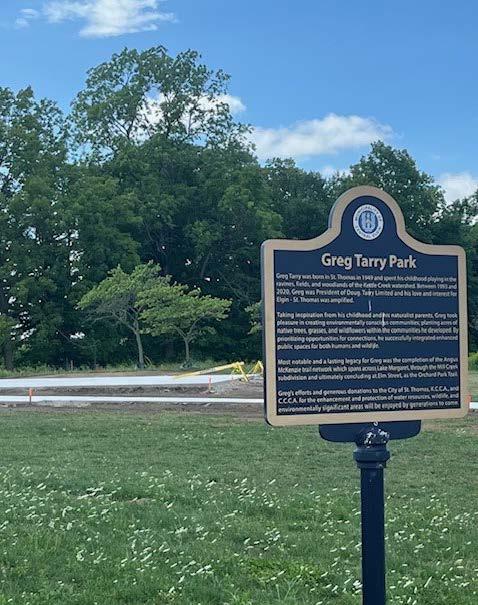 Greg Tarry Park
Greg Tarry was born in St. Thomas in 1949 and spent his childhood playing in the
ravines, fields, and woodlands of the Kettle Creek watershed. Between 1993 and
2020, Greg was President of Doug Tarry Limited and his love and interest for
Elgin - St. Thomas was amplified.
Taking inspiration from his childhood and his naturalist parents, Greg took
pleasure in creating environmentally conscious communities; planting acres of
native trees, grasses, and wildflowers within the communities he developed. By
prioritizing opportunities for connections, he successfully integrated enhanced
public spaces for both humans and wildlife.
Most notable and a lasting legacy for Greg was the completion of the Angus
McKenzie trail network which spans across Lake Margaret, through the Mill Creek
subdivision and ultimately concluding at Elm Street, as the Orchard Park Trail.
Greg's efforts and generous donations to the City of St. Thomas, K.C.C.A., and
C.C.C.A. for the enhancement and protection of water resources, wildlife, and
environmentally significant areas will be enjoyed by generations to come.